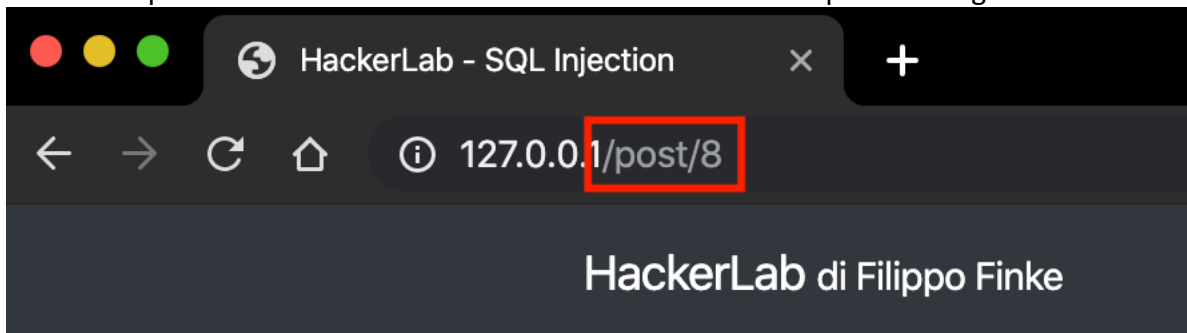 HackerLab - SQL Injection
127.0.0.1/post/8
HackerLab di Filippo Finke